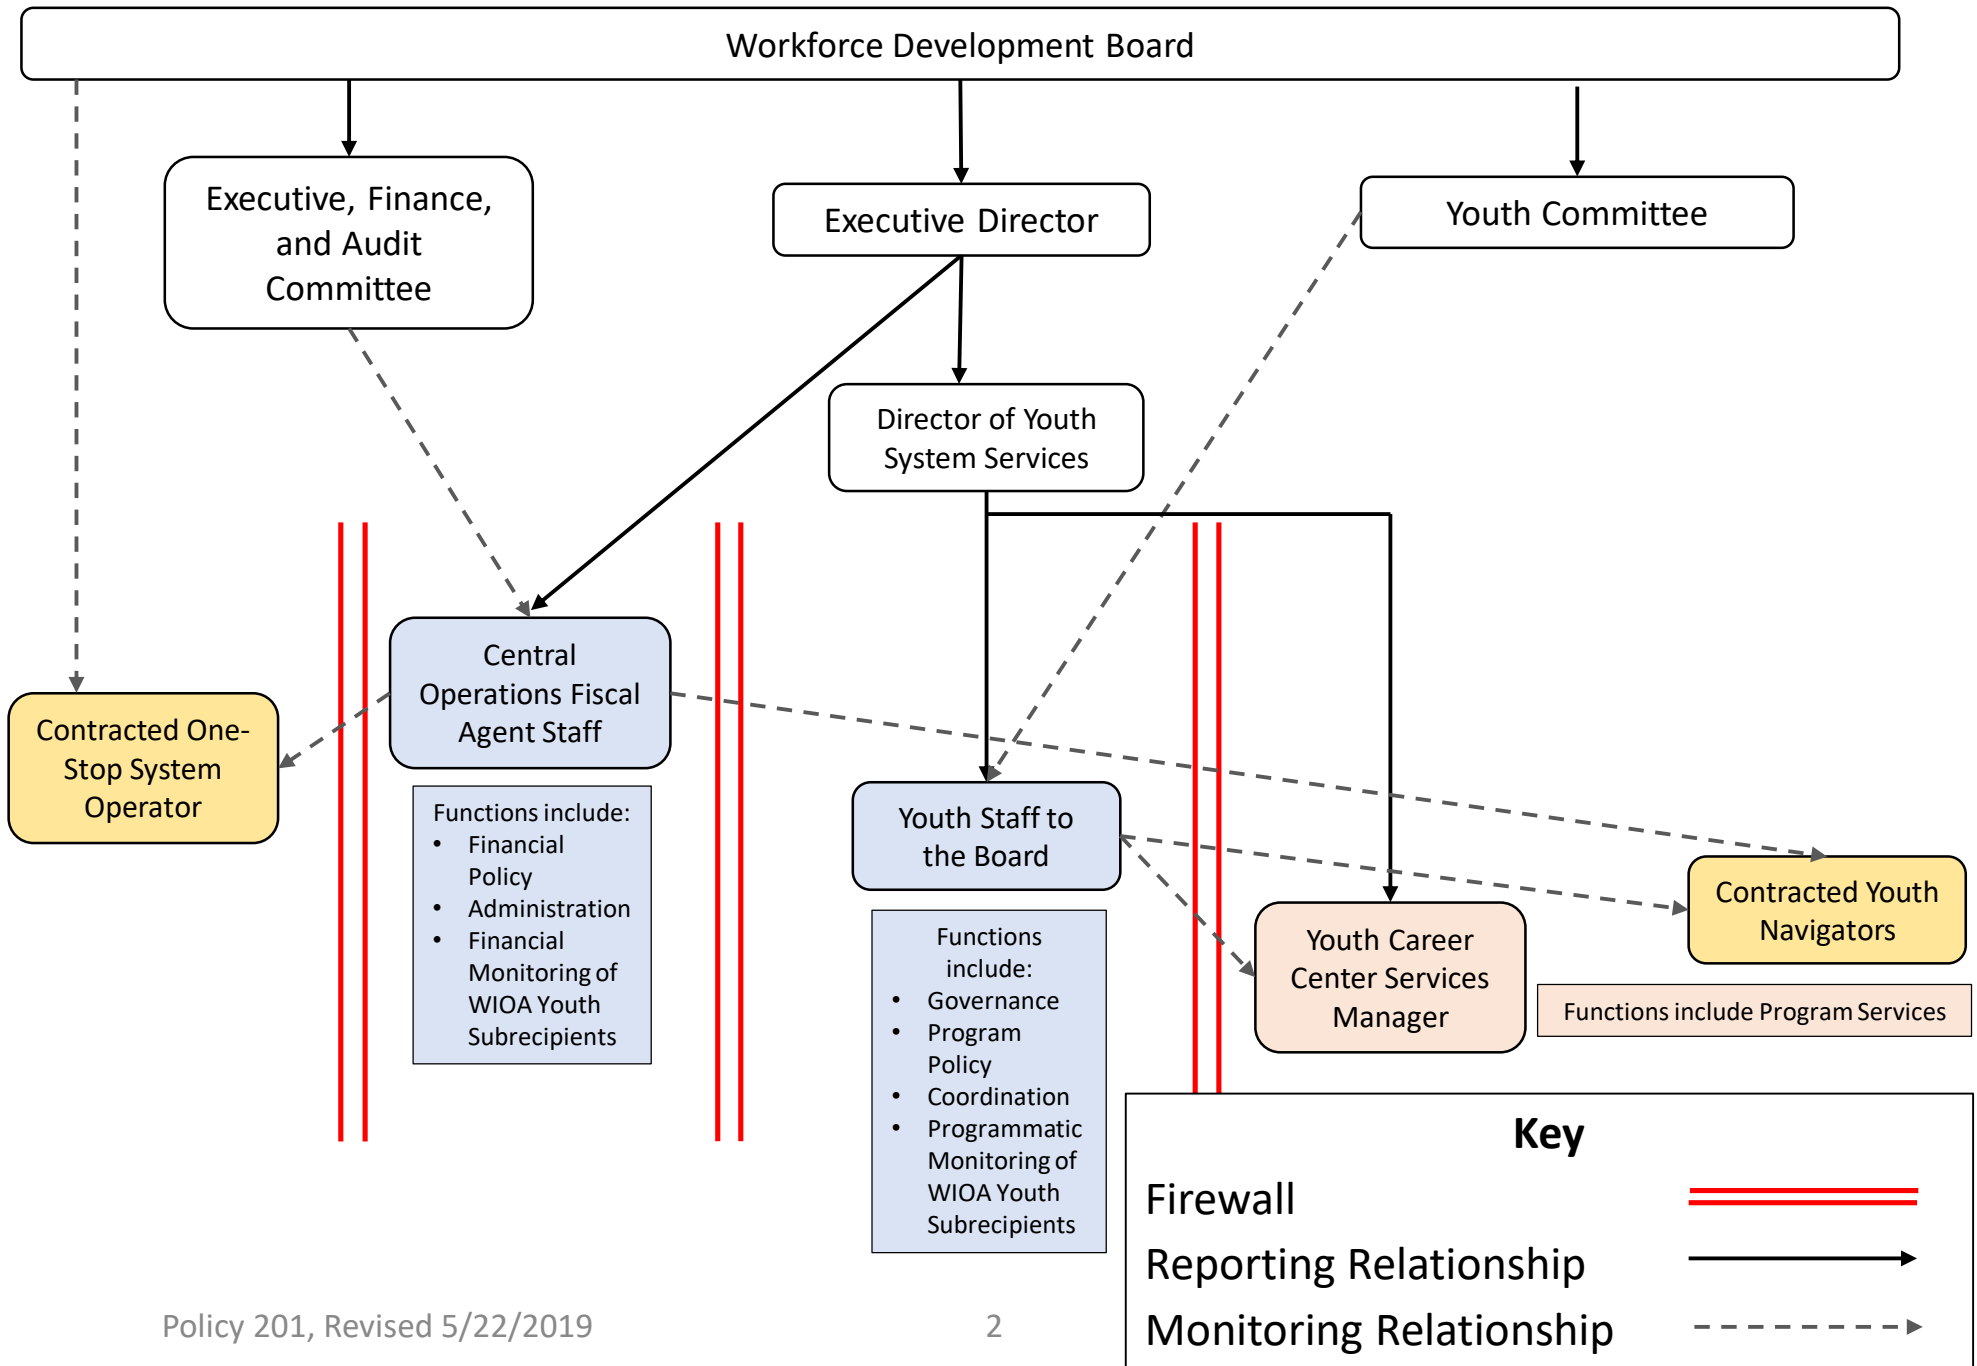 Workforce Development Board
Executive, Finance,
and Audit
Committee
Executive Director
Youth Committee
Director of Youth
System Services
Central
Operations Fiscal
Agent Staff
Contracted One-
Stop System
Operator
Functions include:
• Financial
Policy
• Administration
• Financial
Monitoring of
WIOA Youth
Subrecipients
Youth Staff to
the Board
Functions
include:
• Governance
• Program
Policy
• Coordination
• Programmatic
Monitoring of
WIOA Youth
Subrecipients
Youth Career
Center Services
Manager
Contracted Youth
Navigators
Functions include Program Services
Key
Firewall
Reporting Relationship
Monitoring Relationship
Policy 201, Revised 5/22/2019
2